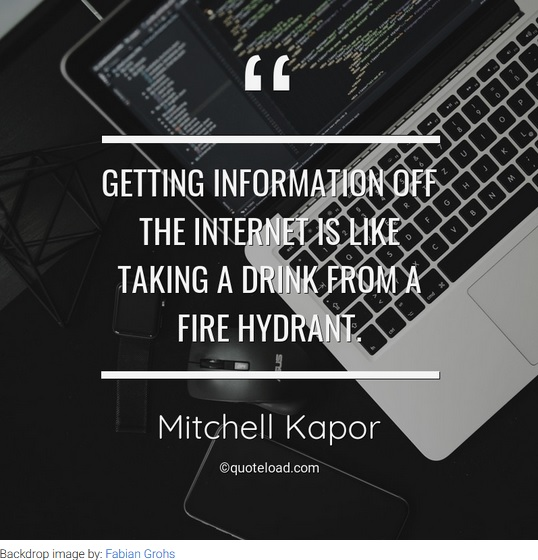 “
GETTING INFORMATION OFF
THE INTERNET IS LIKE
TAKING A DRINK FROM A
FIRE HYDRANT.
Mitchell Kapor
©quoteload.com
Backdrop image by: Fabian Grohs